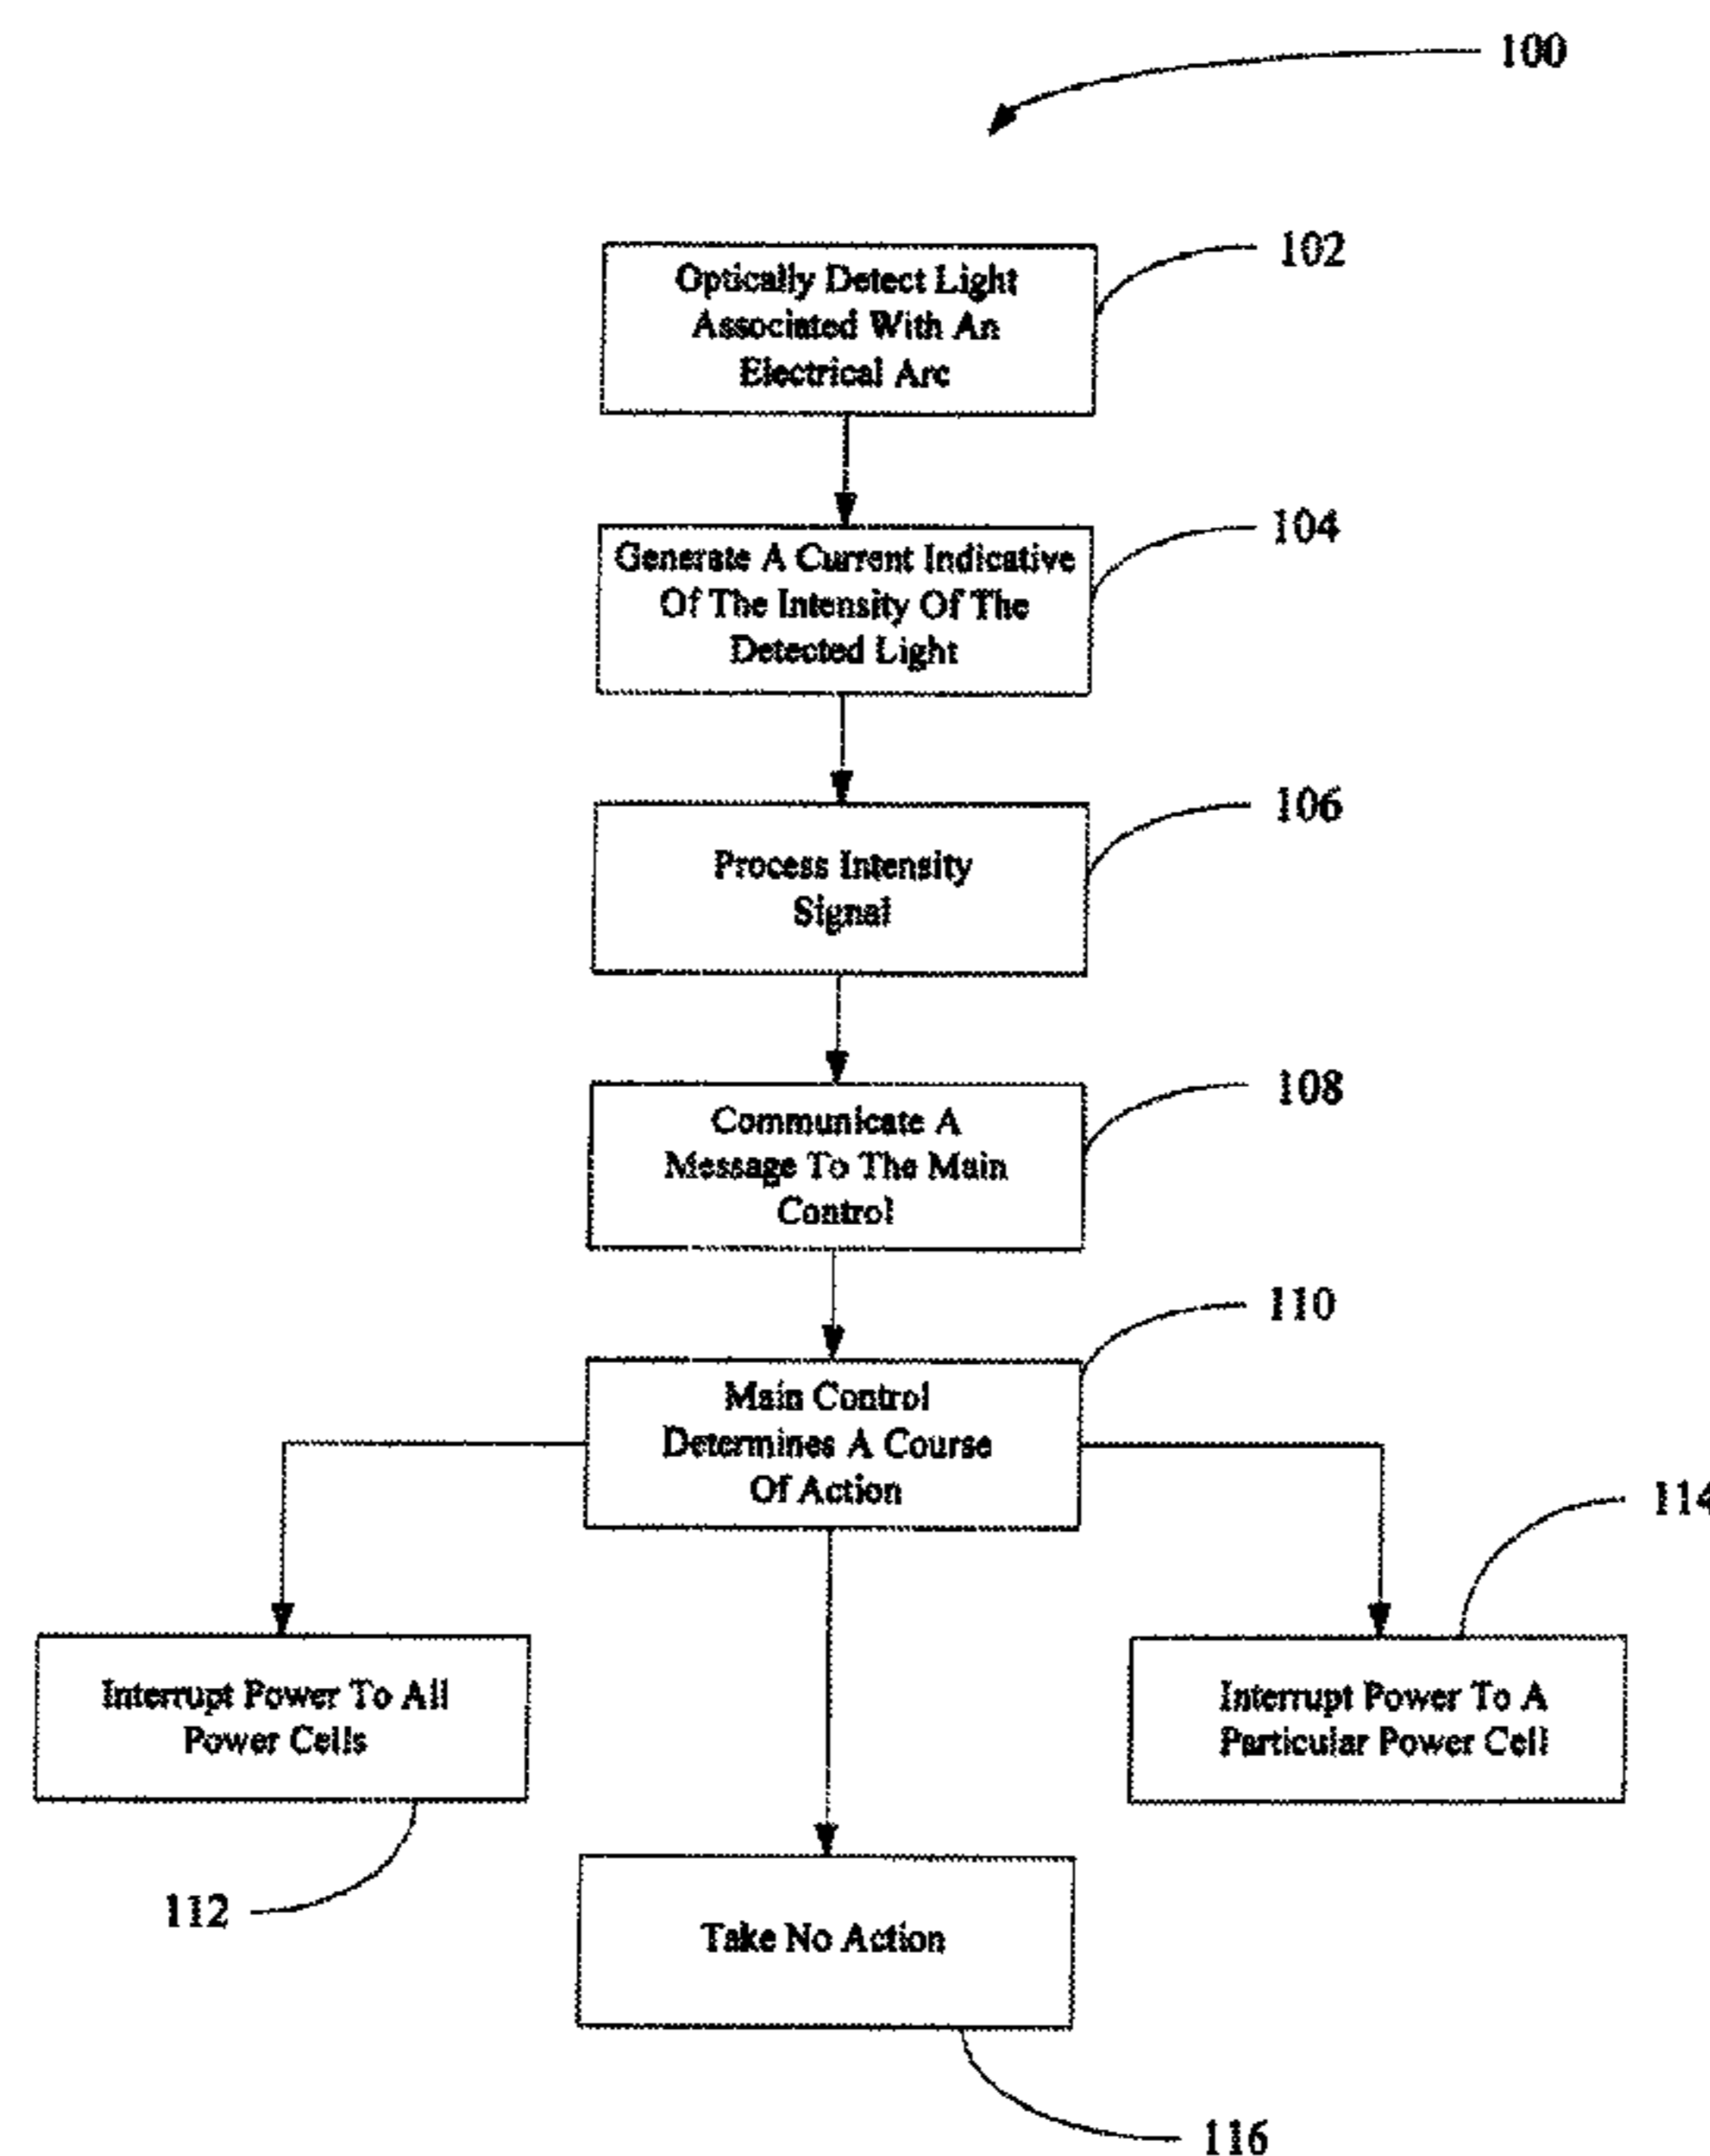 100
Optically Detect Light
Associated With An
Electrical Arc
102
Generate A Current Indicative
Of The Intensity Of The
Detected Light
104
Process Intensity
Signal
106
Communicate A
Message To The Main
Control
108
Main Control
Determines A Course
Of Action
110
Interrupt Power To All
Power Cells
112
Interrupt Power To A
Particular Power Cell
114
Take No Action
116